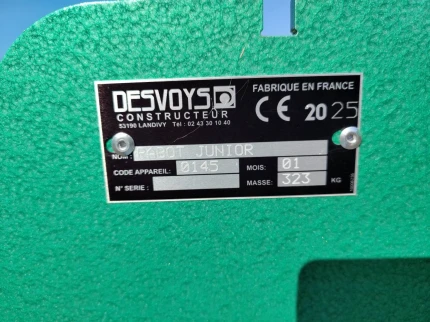 DESVOYS
CONSTRUCTEUR
53190 LANDIVY Tél : 02 43 30 10 40
FABRIQUE EN FRANCE
CE 2025
NOM: RABOT JUNIOR
CODE APPAREIL: 0145 MOIS: 01
N° SERIE: MASSE: 323 KG